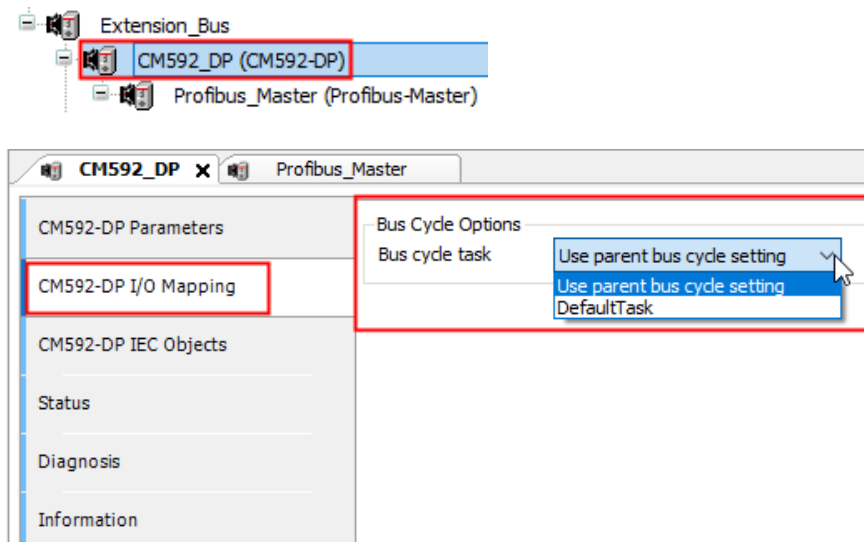 Extension_Bus
CM592_DP (CM592-DP)
Profibus_Master (Profibus-Master)
CM592_DP Profibus_Master
CM592-DP Parameters
CM592-DP I/O Mapping
CM592-DP IEC Objects
Status
Diagnosis
Information
Bus Cycle Options
Bus cycle task Use parent bus cycle setting
Use parent bus cycle setting
DefaultTask